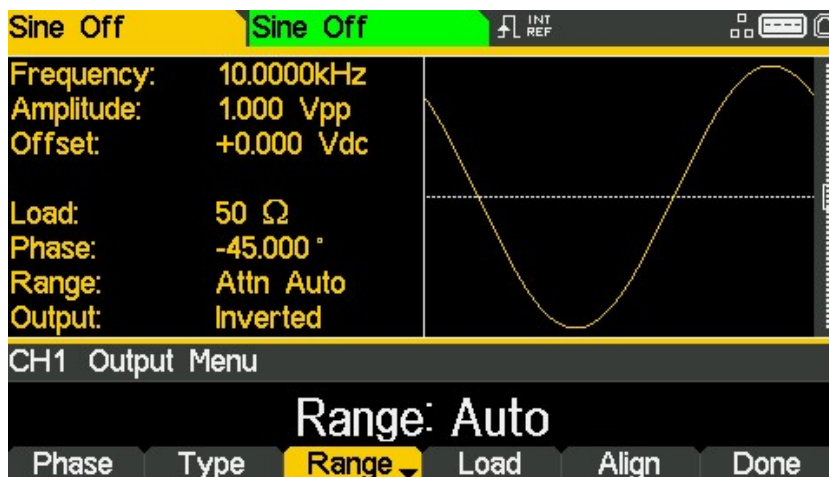 Sine Off Sine Off INT REF
Frequency: 10.0000kHz
Amplitude: 1.000 Vpp
Offset: +0.000 Vdc
Load: 50 Ω
Phase: -45.000 °
Range: Attn Auto
Output: Inverted
CH1 Output Menu
Range: Auto
Phase Type Range Load Align Done